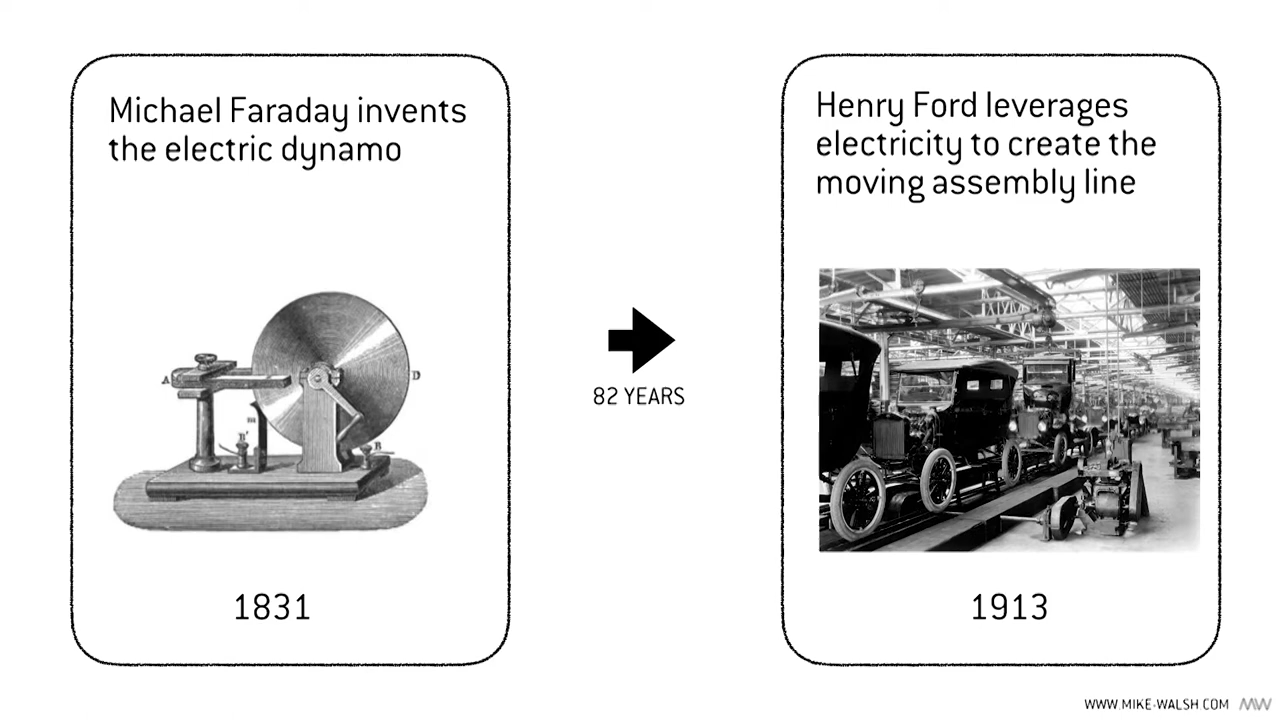 Michael Faraday invents
the electric dynamo
A
D
m
B'
B
1831
82 YEARS
Henry Ford leverages
electricity to create the
moving assembly line
1913
WWW.MIKE-WALSH.COM MW